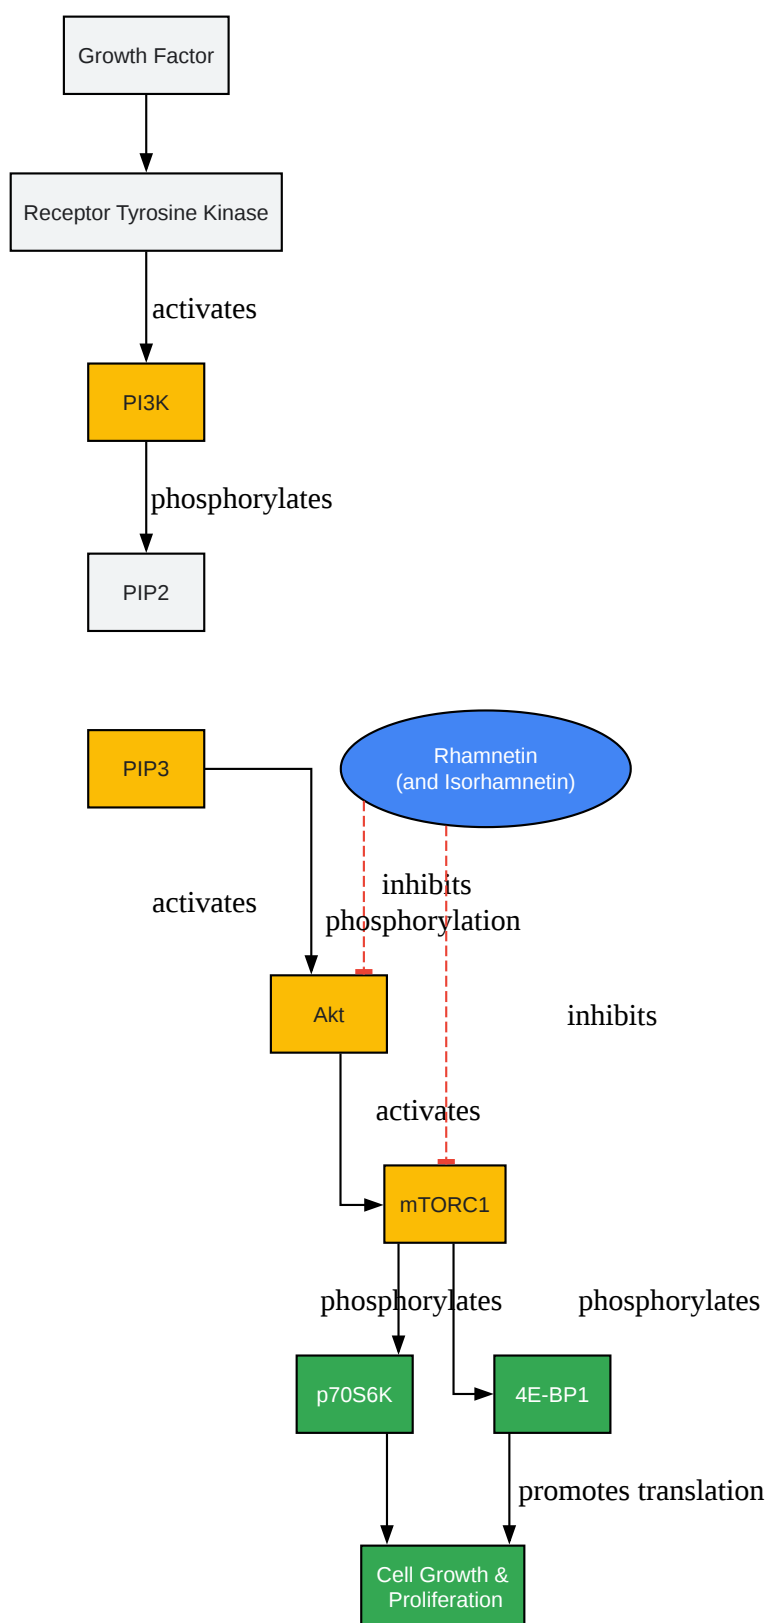 Growth Factor
Receptor Tyrosine Kinase
activates
PI3K
phosphorylates
PIP2
PIP3
Rhamnetin
(and Isorhamnetin)
activates
inhibits
phosphorylation
Akt
inhibits
activates
mTORC1
phosphorylates
phosphorylates
p70S6K
4E-BP1
promotes translation
Cell Growth &
Proliferation